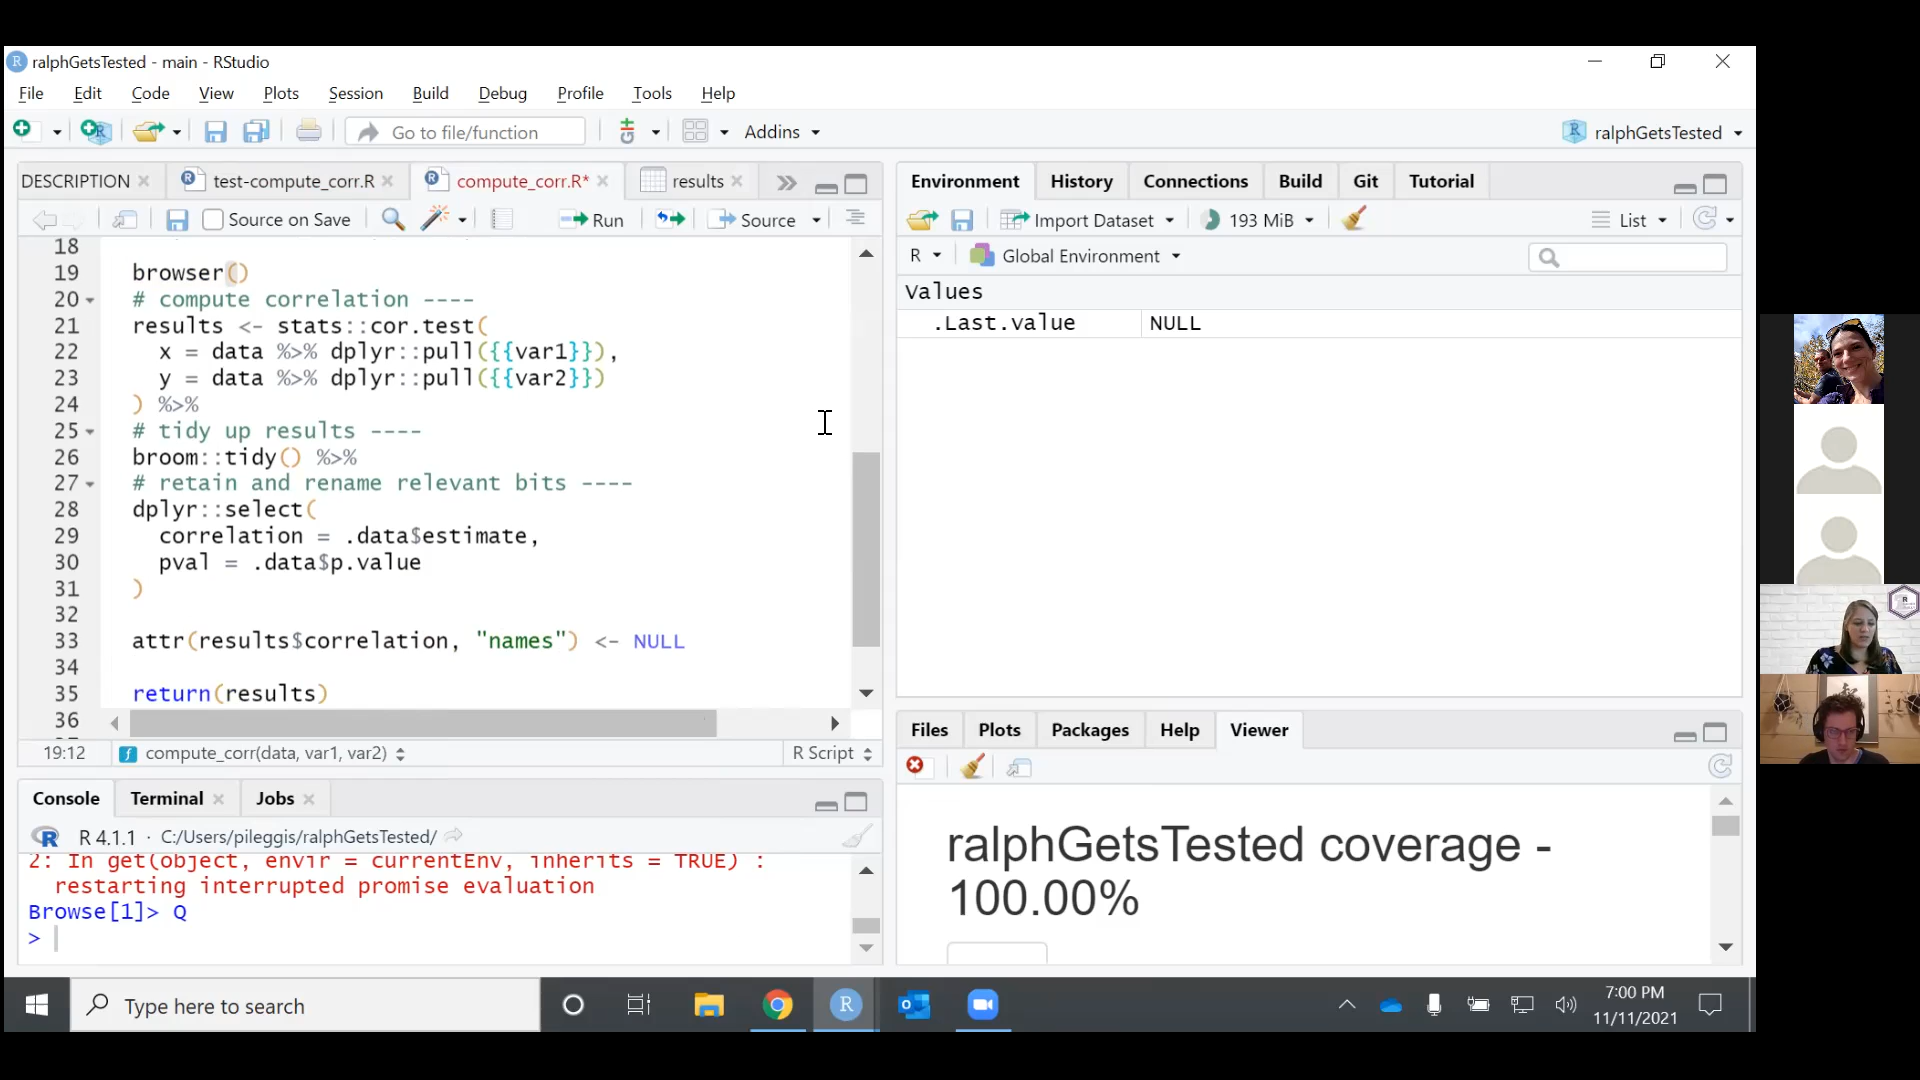 ralphGetsTested - main - RStudio
File Edit Code View Plots Session Build Debug Profile Tools Help
Go to file/function Addins ralphGetsTested
DESCRIPTION test-compute_corr.R compute_corr.R* results
Source on Save Run Source
18
19 browser()
20 # compute correlation ----
21 results <- stats::cor.test(
22 x = data %>% dplyr::pull({{var1}}),
23 y = data %>% dplyr::pull({{var2}})
24 ) %>%
25 # tidy up results ----
26 broom::tidy() %>%
27 # retain and rename relevant bits ----
28 dplyr::select(
29 correlation = .data$estimate,
30 pval = .data$p.value
31 )
32
33 attr(results$correlation, "names") <- NULL
34
35 return(results)
36
19:12 compute_corr(data, var1, var2) R Script
Console Terminal Jobs
R 4.1.1 · C:/Users/pileggis/ralphGetsTested/
2: In get(object, envir = currentEnv, inherits = TRUE) :
restarting interrupted promise evaluation
Browse[1]> Q
>
Environment History Connections Build Git Tutorial
Import Dataset 193 MiB List
R Global Environment
Values
.Last.value NULL
Files Plots Packages Help Viewer
ralphGetsTested coverage -
100.00%
Type here to search
7:00 PM
11/11/2021